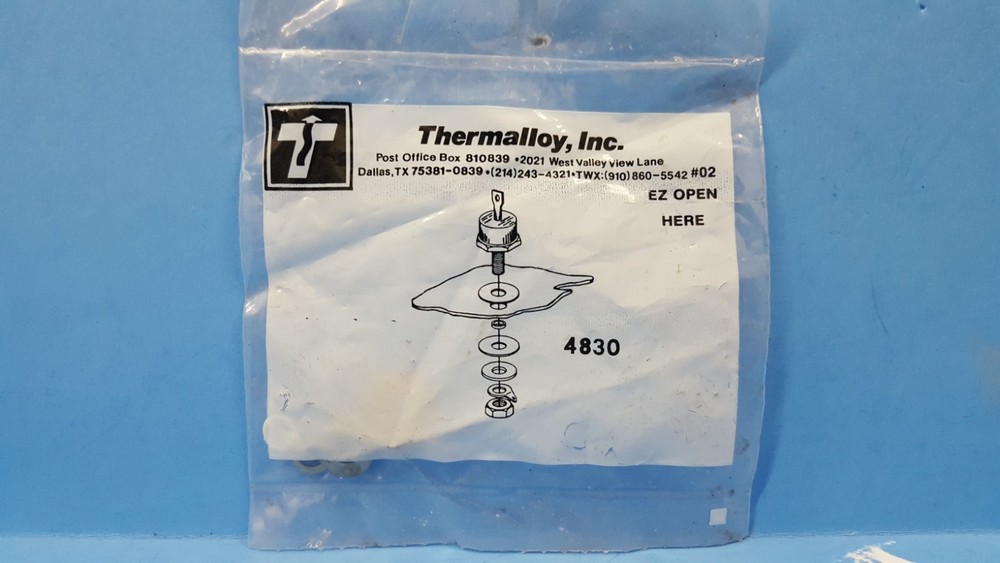 Thermalloy, Inc.
Post Office Box 810839 •2021 West Valley View Lane
Dallas, TX 75381-0839•(214)243-4321•TWX:(910)860-5542 #02
EZ OPEN
HERE
4830